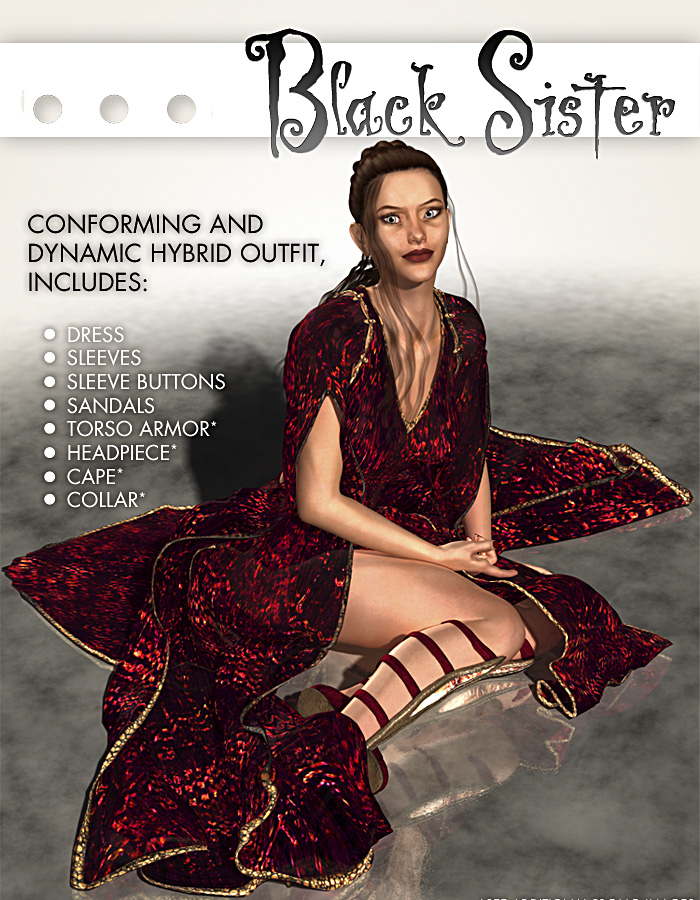 Black Sister
CONFORMING AND
DYNAMIC HYBRID OUTFIT,
INCLUDES:
DRESS
SLEEVES
SLEEVE BUTTONS
SANDALS
TORSO ARMOR*
HEADPIECE*
CAPE*
COLLAR*